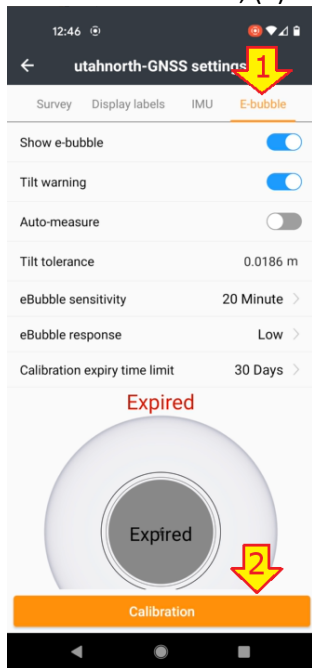 12:46
utahnorth-GNSS settings
1
Survey Display labels IMU E-bubble
Show e-bubble
Tilt warning
Auto-measure
Tilt tolerance 0.0186 m
eBubble sensitivity 20 Minute >
eBubble response Low >
Calibration expiry time limit 30 Days >
Expired
Expired
2
Calibration